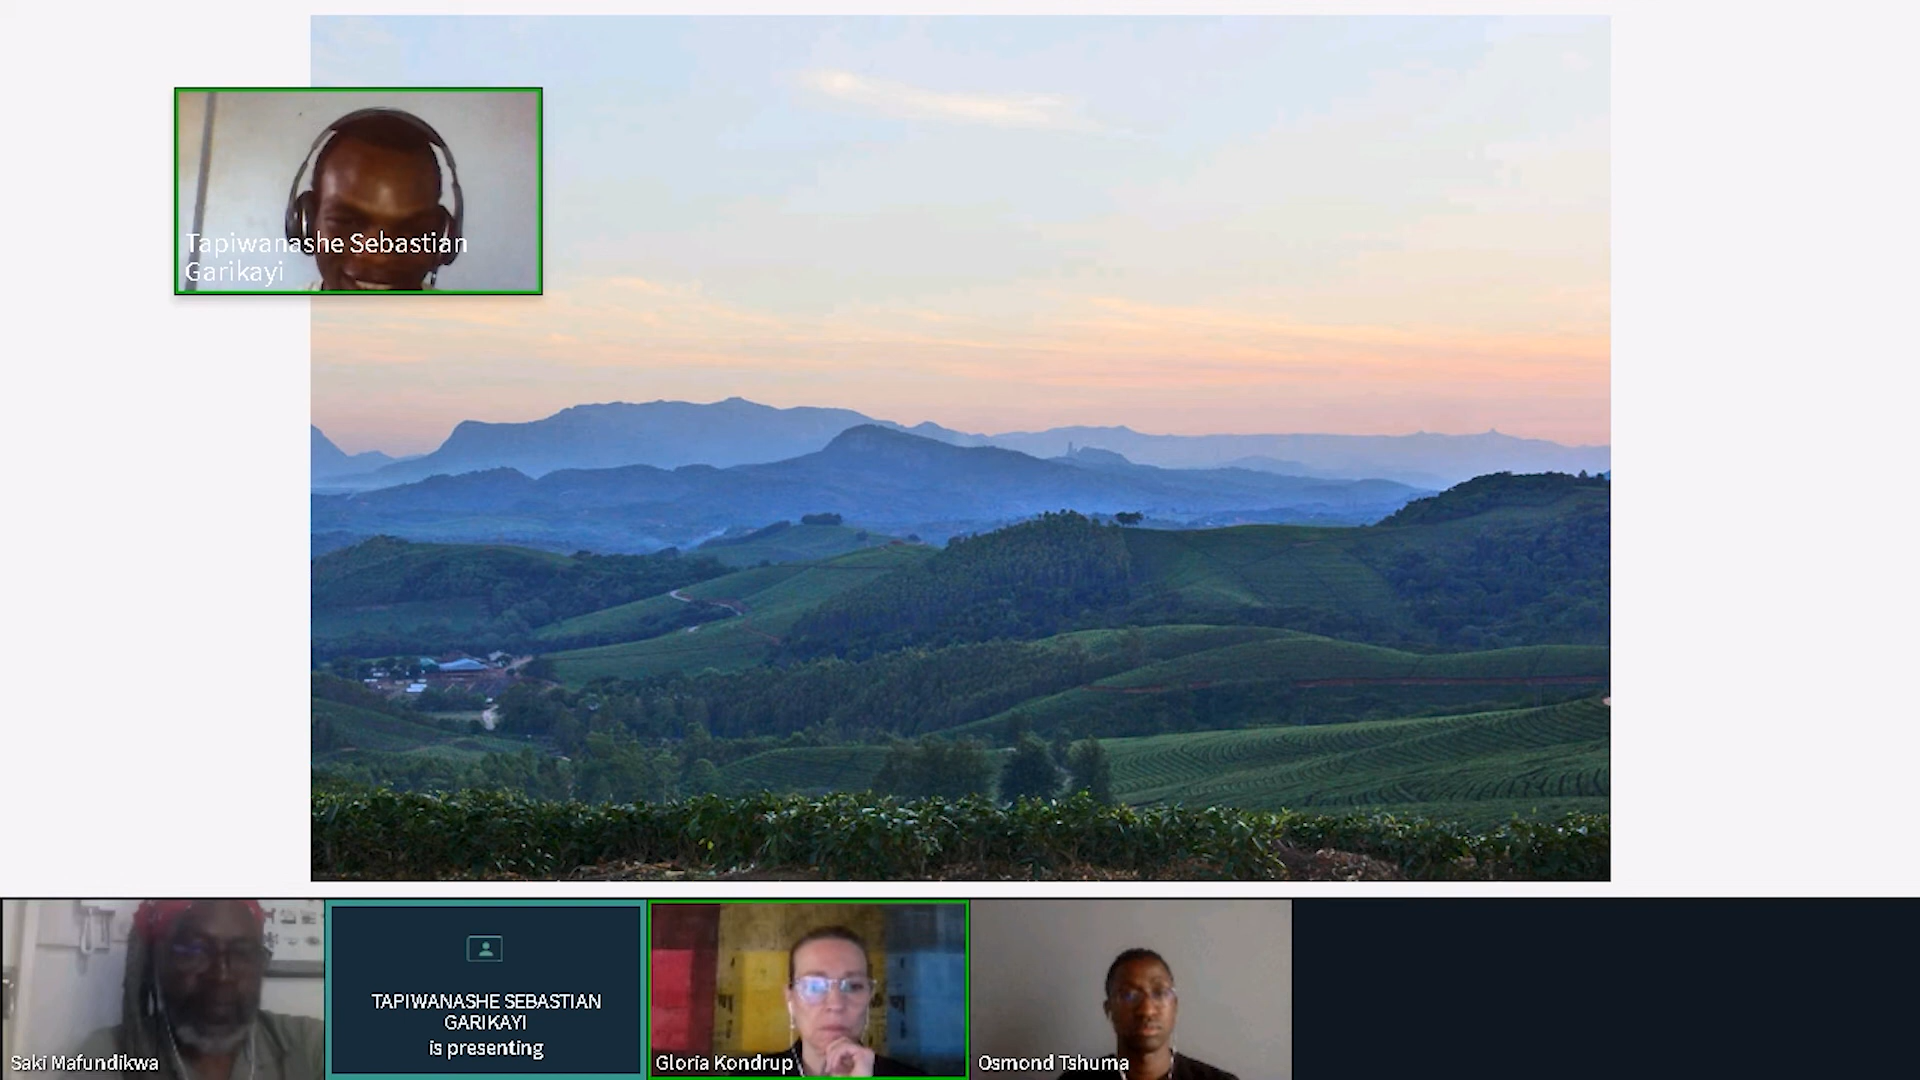 Tapiwanashe Sebastian
Garikayi
Saki Mafundikwa
TAPIWANASHE SEBASTIAN
GARIKAYI
is presenting
Gloria Kondrup
Osmond Tshuma